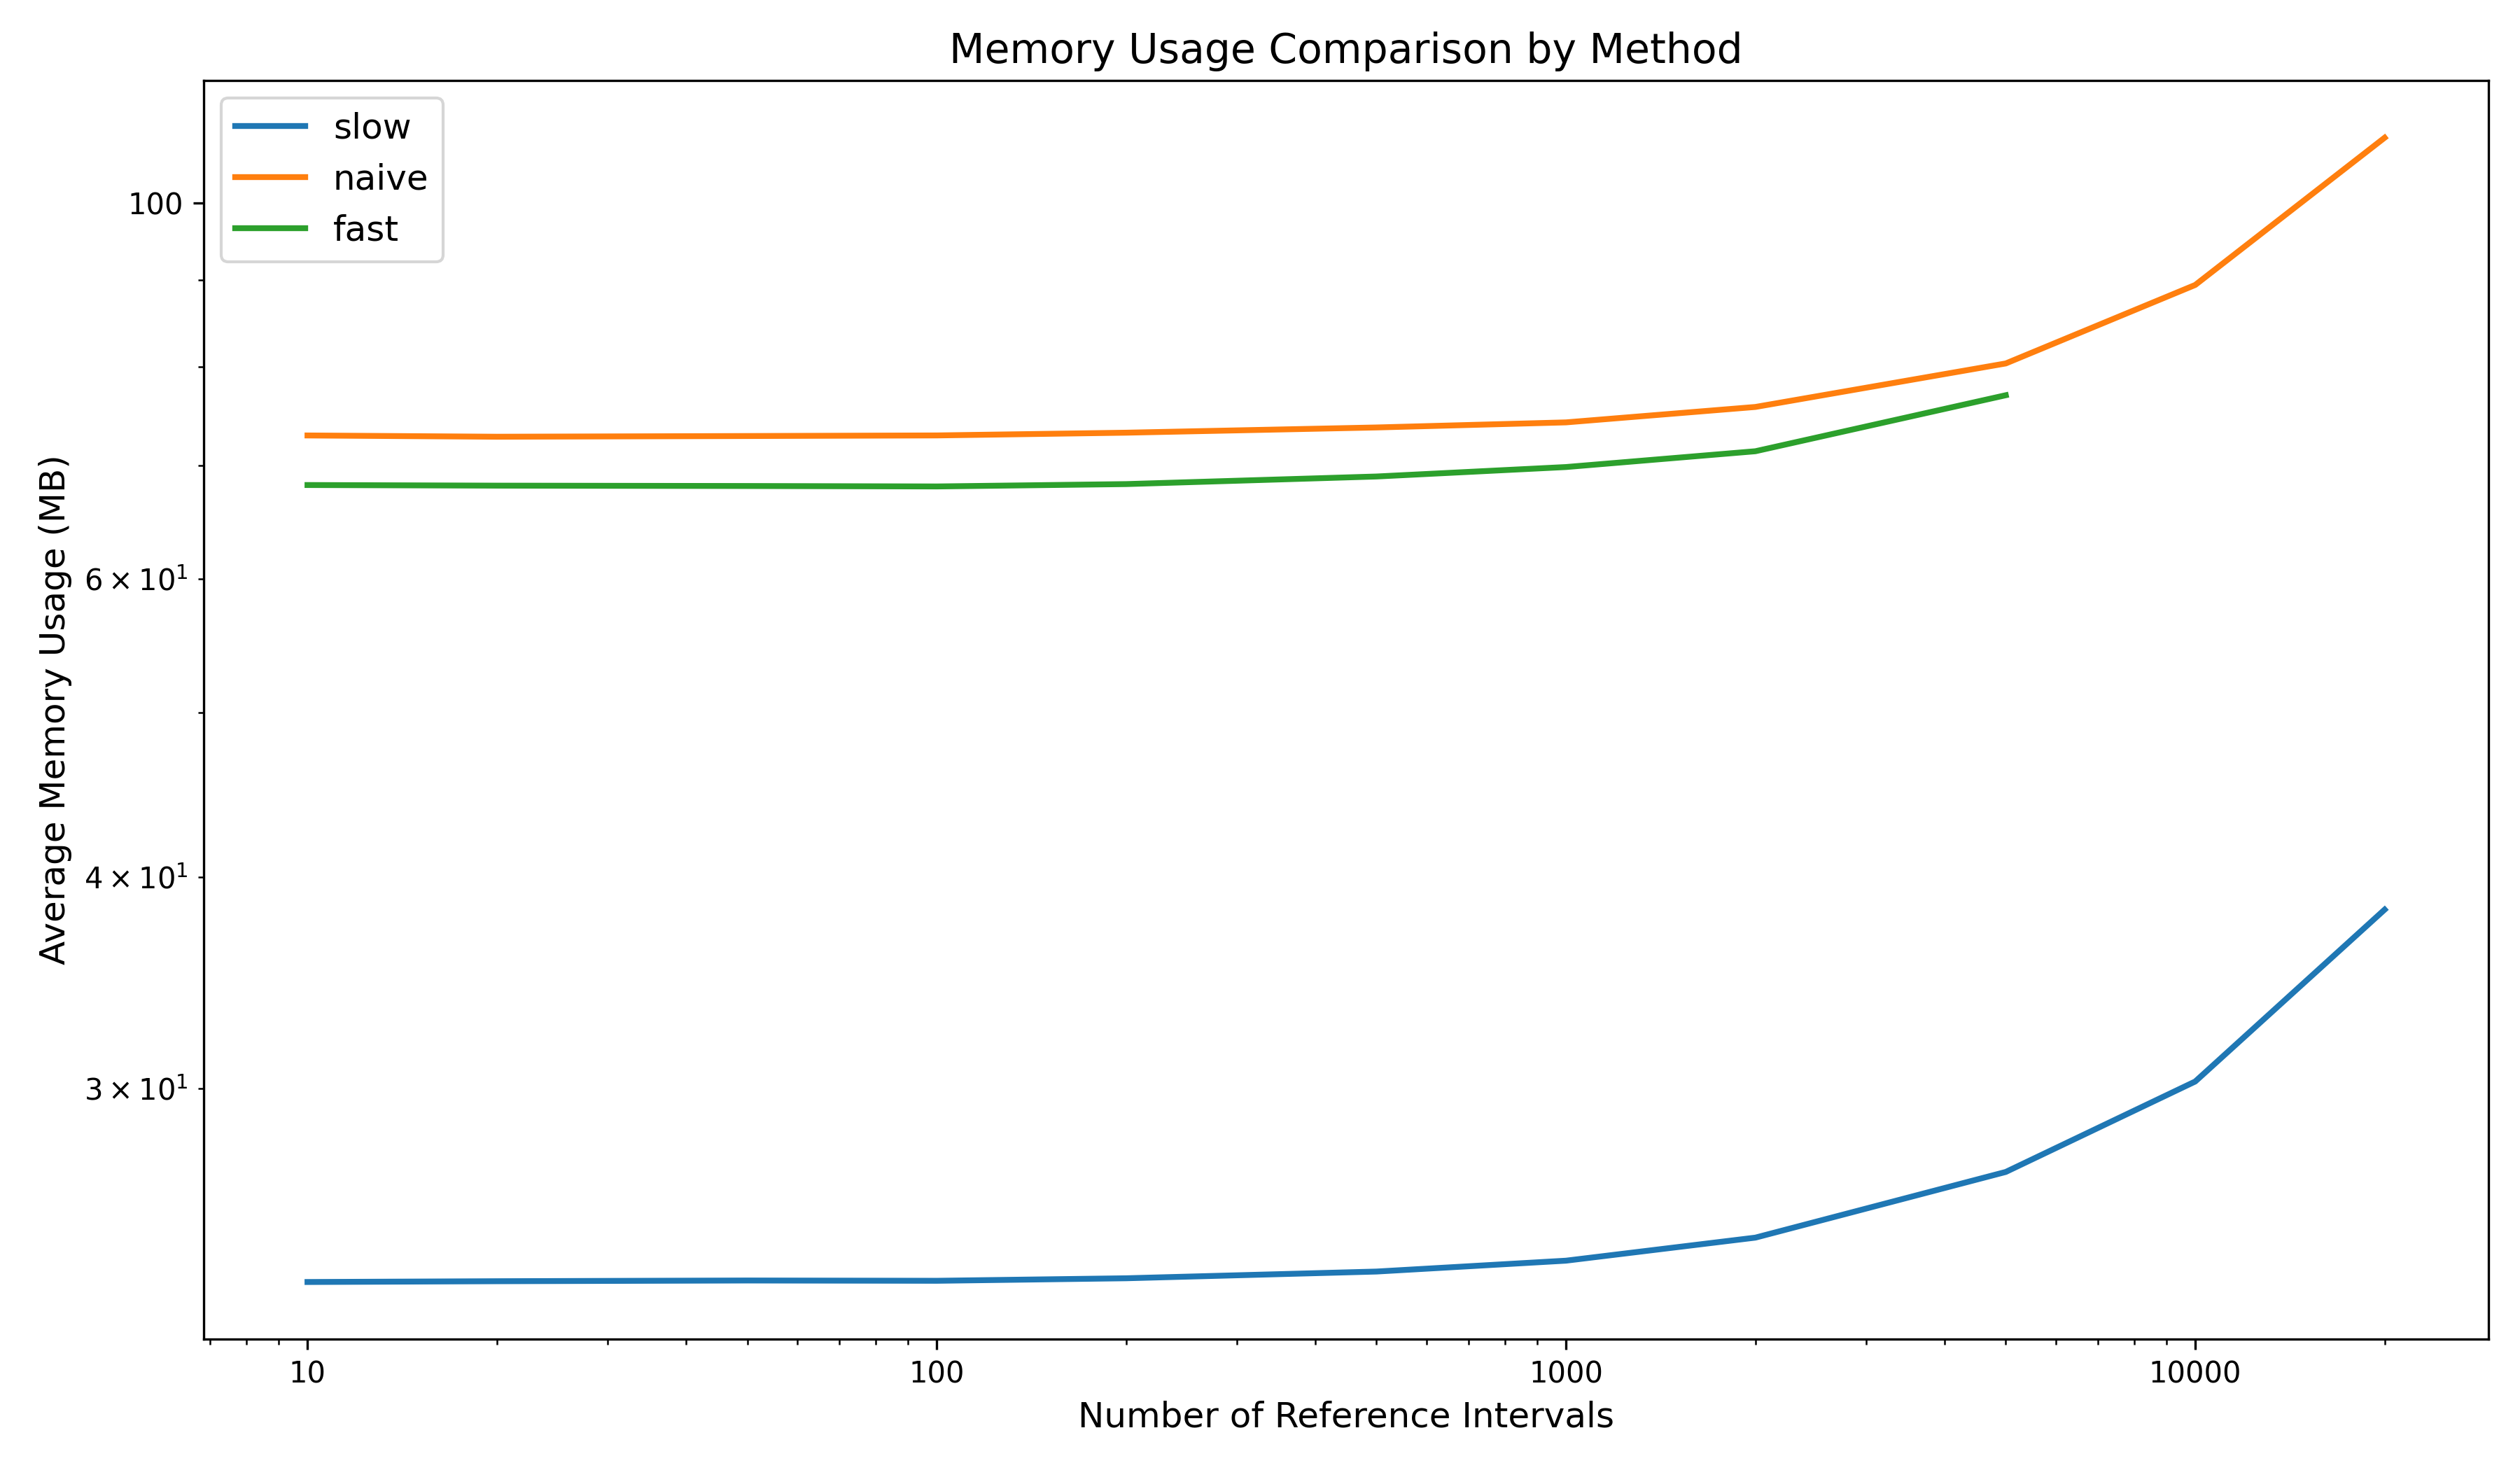 Memory Usage Comparison by Method
slow
naive
fast
100
6 × 10¹
4 × 10¹
3 × 10¹
Average Memory Usage (MB)
10 100 1000 10000
Number of Reference Intervals